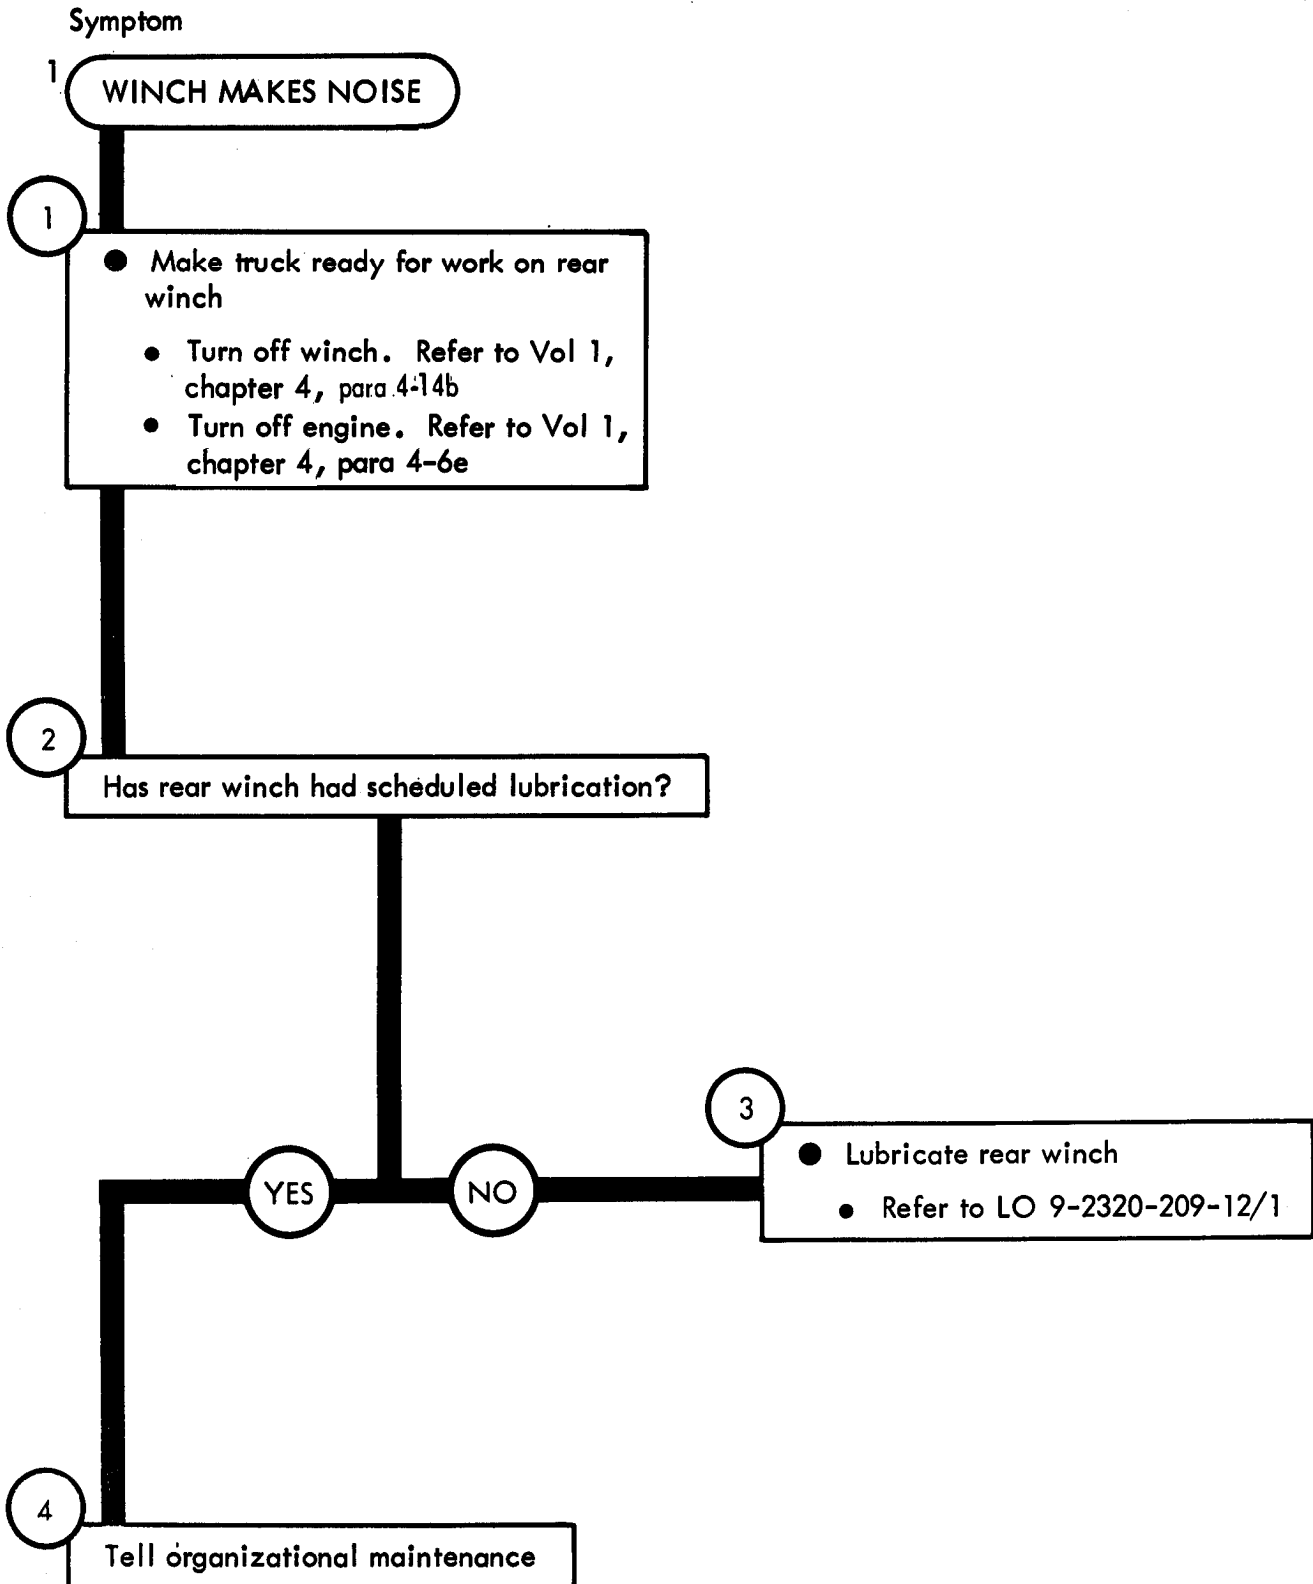 Symptom
1
WINCH MAKES NOISE
1
● Make truck ready for work on rear
winch
● Turn off winch. Refer to Vol 1,
chapter 4, para 4-14b
● Turn off engine. Refer to Vol 1,
chapter 4, para 4-6e
2
Has rear winch had scheduled lubrication?
YES
NO
3
● Lubricate rear winch
● Refer to LO 9-2320-209-12/1
4
Tell organizational maintenance